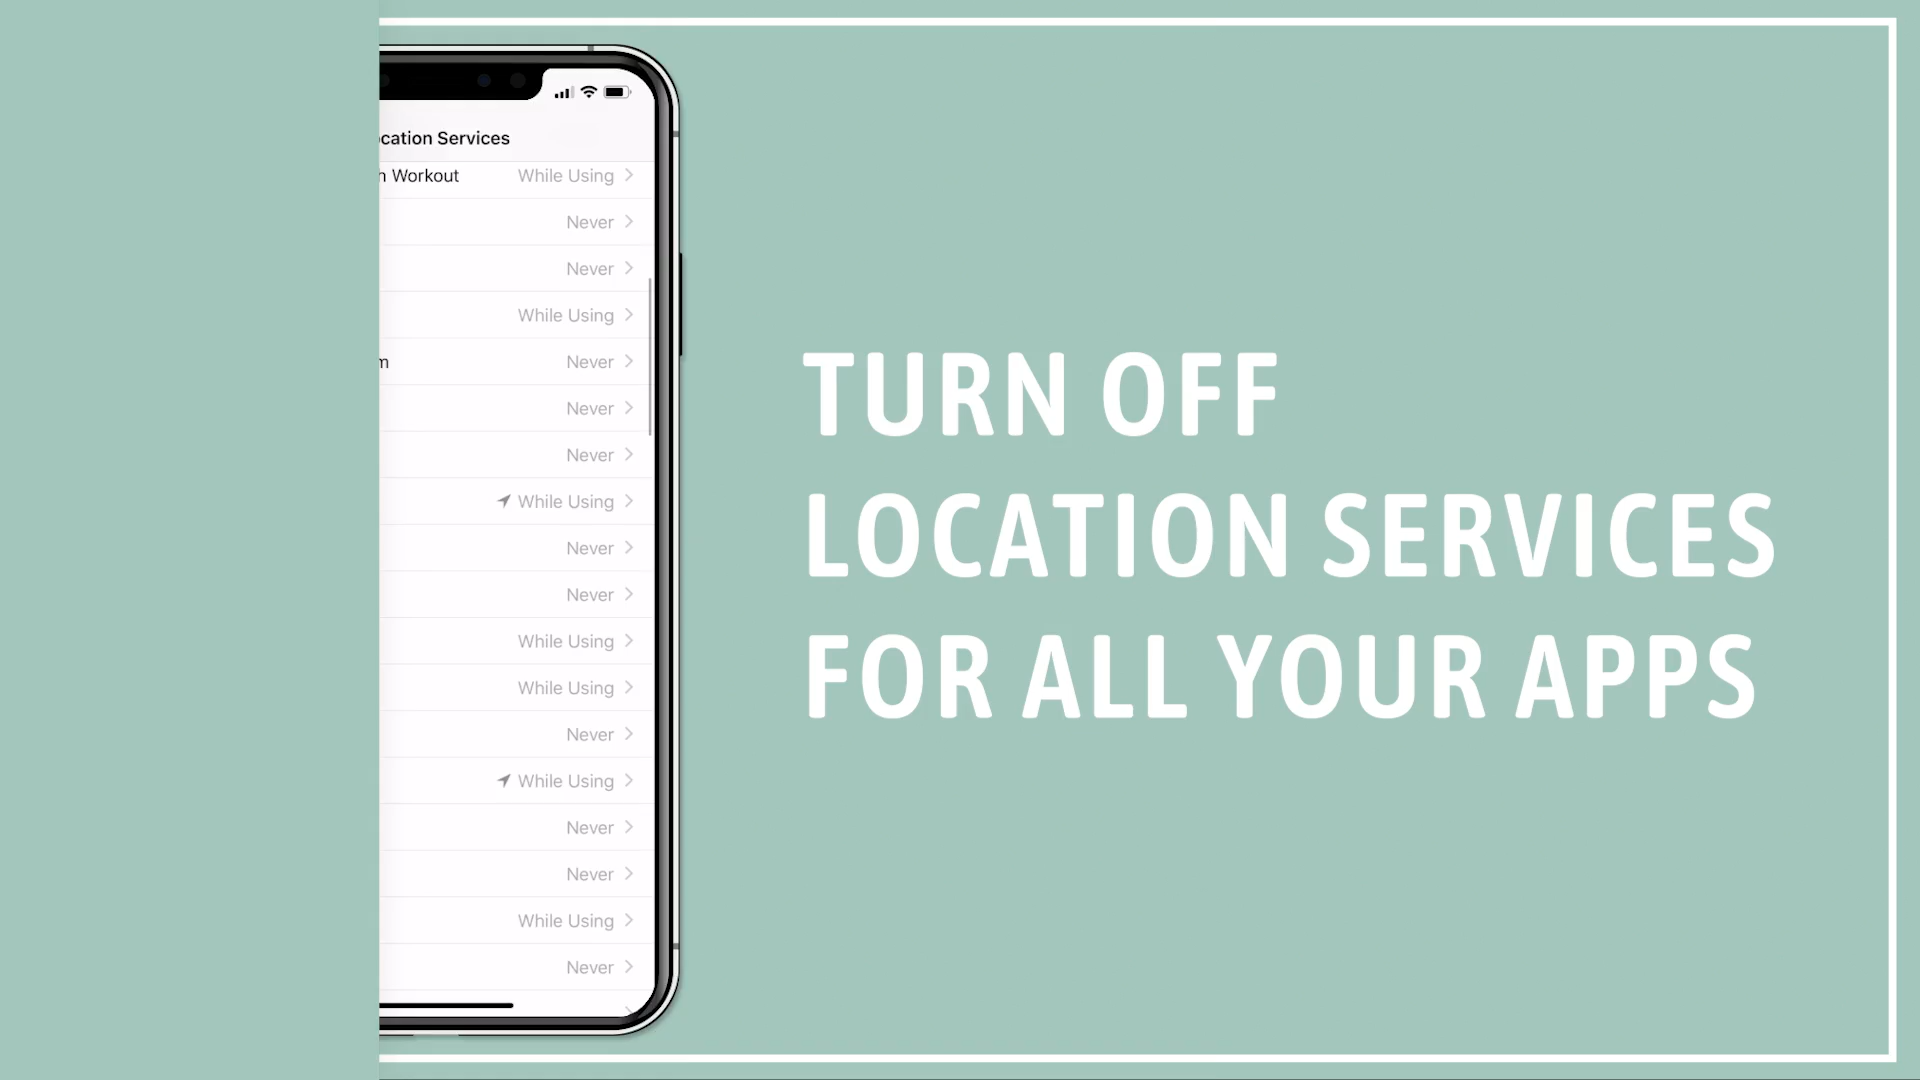 cation Services
Workout While Using
Never
Never
While Using
Never
Never
Never
While Using
Never
Never
While Using
While Using
Never
While Using
Never
Never
While Using
Never
TURN OFF
LOCATION SERVICES
FOR ALL YOUR APPS